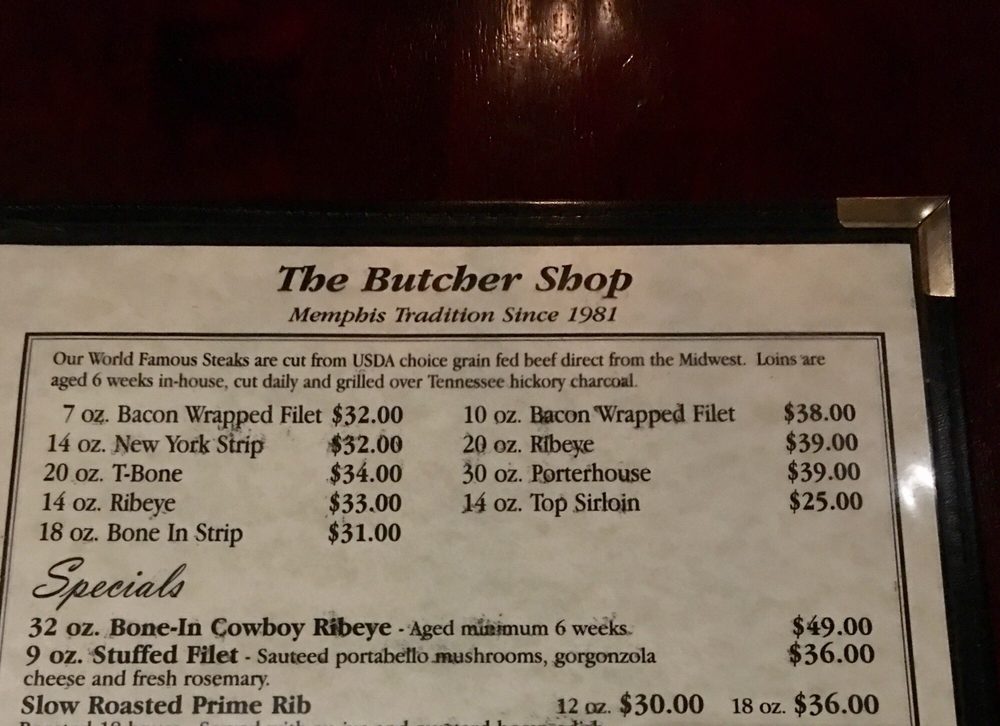 The Butcher Shop
Memphis Tradition Since 1981
Our World Famous Steaks are cut from USDA choice grain fed beef direct from the Midwest. Loins are
aged 6 weeks in-house, cut daily and grilled over Tennessee hickory charcoal.
7 oz. Bacon Wrapped Filet $32.00 10 oz. Bacon Wrapped Filet $38.00
14 oz. New York Strip $32.00 20 oz. Ribeye $39.00
20 oz. T-Bone $34.00 30 oz. Porterhouse $39.00
14 oz. Ribeye $33.00 14 oz. Top Sirloin $25.00
18 oz. Bone In Strip $31.00
Specials
32 oz. Bone-In Cowboy Ribeye - Aged minimum 6 weeks. $49.00
9 oz. Stuffed Filet - Sauteed portabello mushrooms, gorgonzola $36.00
cheese and fresh rosemary.
Slow Roasted Prime Rib 12 oz. $30.00 18 oz. $36.00